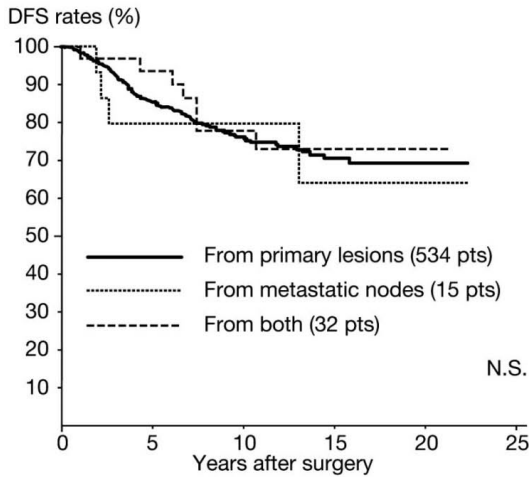 DFS rates (%)
100
90
80
70
60
50
40
30
20
10
From primary lesions (534 pts)
From metastatic nodes (15 pts)
From both (32 pts)
N.S.
0 5 10 15 20 25
Years after surgery